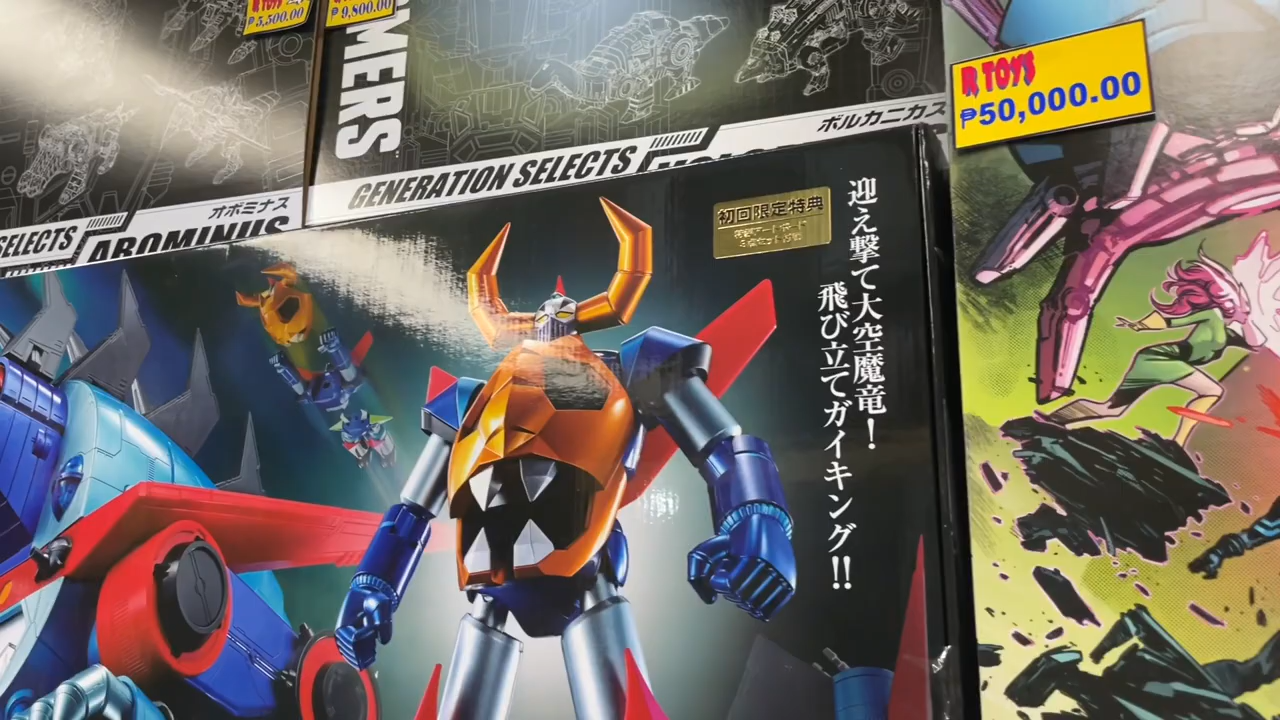 R TOYS
₱5,500.00
R TOYS
₱9,800.00
R TOYS
₱50,000.00
MERS
ボルカニカス
GENERATION SELECTS
オボミナス
SELECTS
ABOMINUS
初回限定特典
迎え撃て大空魔竜！
飛び立てガイキング!!